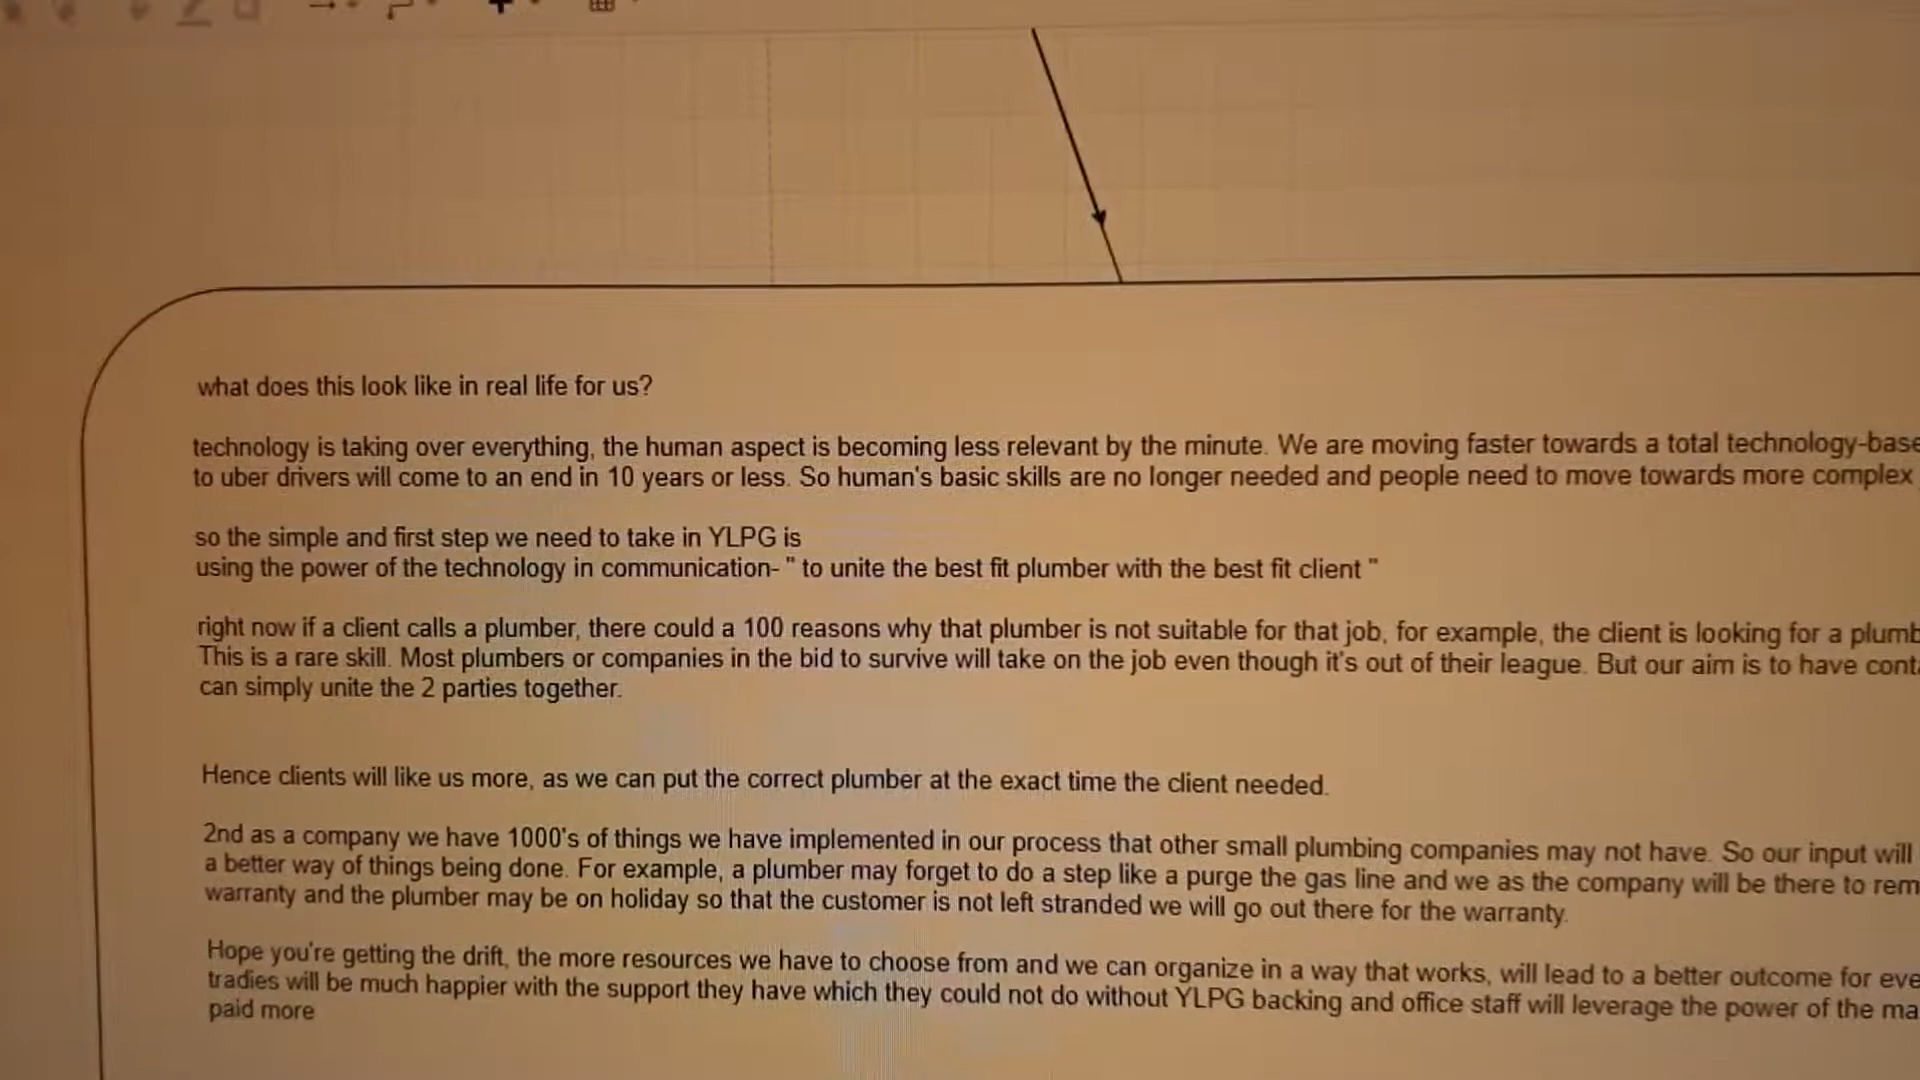 what does this look like in real life for us?
technology is taking over everything, the human aspect is becoming less relevant by the minute. We are moving faster towards a total technology-base
to uber drivers will come to an end in 10 years or less. So human's basic skills are no longer needed and people need to move towards more complex
so the simple and first step we need to take in YLPG is
using the power of the technology in communication- " to unite the best fit plumber with the best fit client "
right now if a client calls a plumber, there could a 100 reasons why that plumber is not suitable for that job, for example, the client is looking for a plumb
This is a rare skill. Most plumbers or companies in the bid to survive will take on the job even though it's out of their league. But our aim is to have cont
can simply unite the 2 parties together.
Hence clients will like us more, as we can put the correct plumber at the exact time the client needed.
2nd as a company we have 1000's of things we have implemented in our process that other small plumbing companies may not have. So our input will
a better way of things being done. For example, a plumber may forget to do a step like a purge the gas line and we as the company will be there to rem
warranty and the plumber may be on holiday so that the customer is not left stranded we will go out there for the warranty.
Hope you're getting the drift, the more resources we have to choose from and we can organize in a way that works, will lead to a better outcome for eve
tradies will be much happier with the support they have which they could not do without YLPG backing and office staff will leverage the power of the ma
paid more